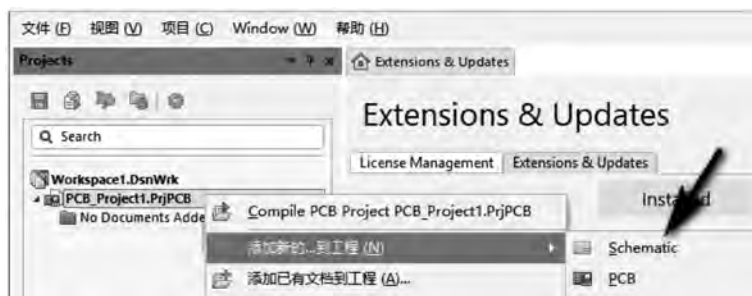 文件 (F) 视图 (V) 项目 (C) Window (W) 帮助 (H)
Projects
Extensions & Updates
Search
Extensions & Updates
License Management Extensions & Updates
Workspace1.DsnWrk
PCB_Project1.PrjPCB
No Documents Adde
Compile PCB Project PCB_Project1.PrjPCB
添加新的...到工程 (N)
Schematic
添加已有文档到工程 (A)...
PCB